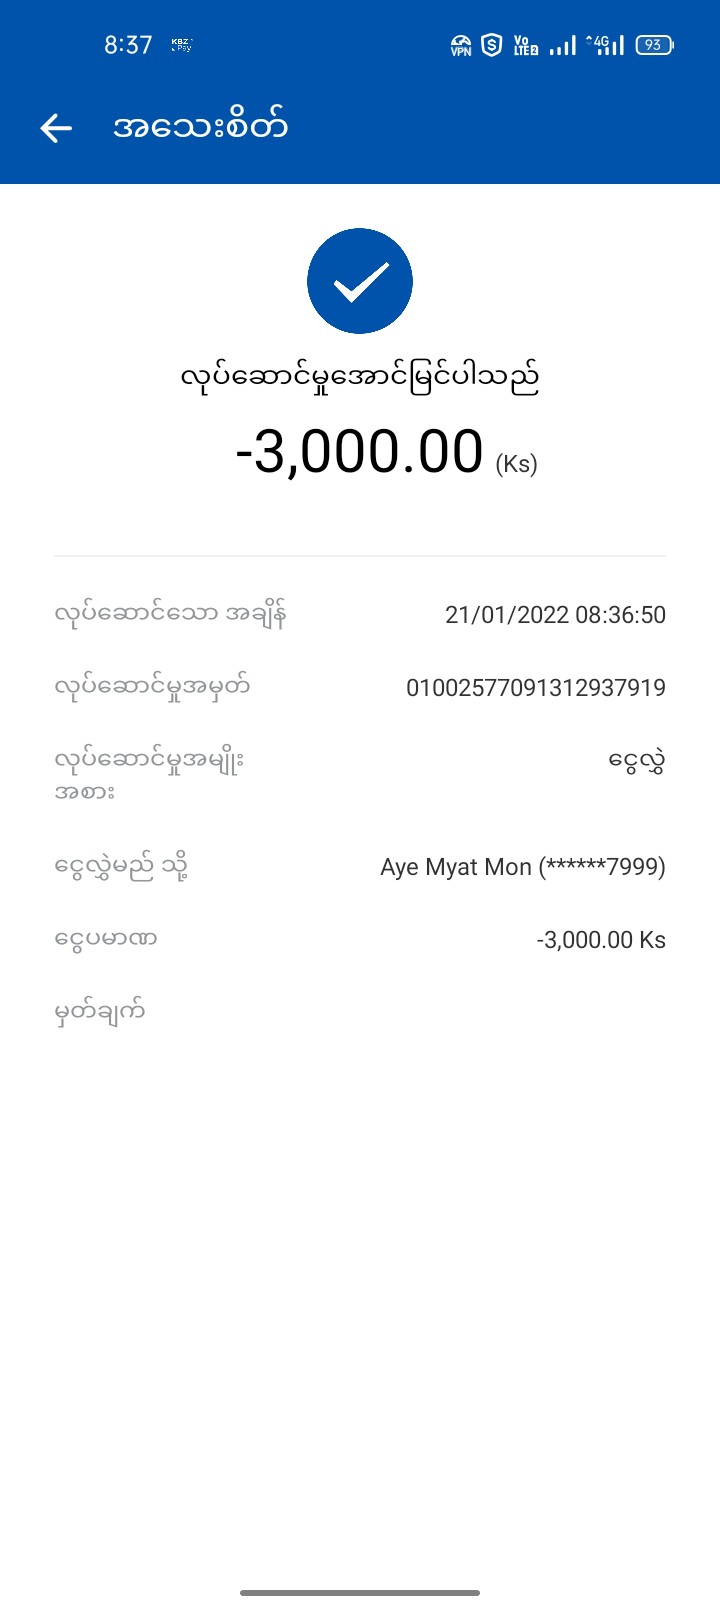 8:37 KBZ Pay VPN Vo LTE2 4G 93
အသေးစိတ်
လုပ်ဆောင်မှုအောင်မြင်ပါသည်
-3,000.00 (Ks)
လုပ်ဆောင်သော အချိန် 21/01/2022 08:36:50
လုပ်ဆောင်မှုအမှတ် 01002577091312937919
လုပ်ဆောင်မှုအမျိုး ငွေလွှဲ
အစား
ငွေလွှဲမည် သို့ Aye Myat Mon (******7999)
ငွေပမာဏ -3,000.00 Ks
မှတ်ချက်